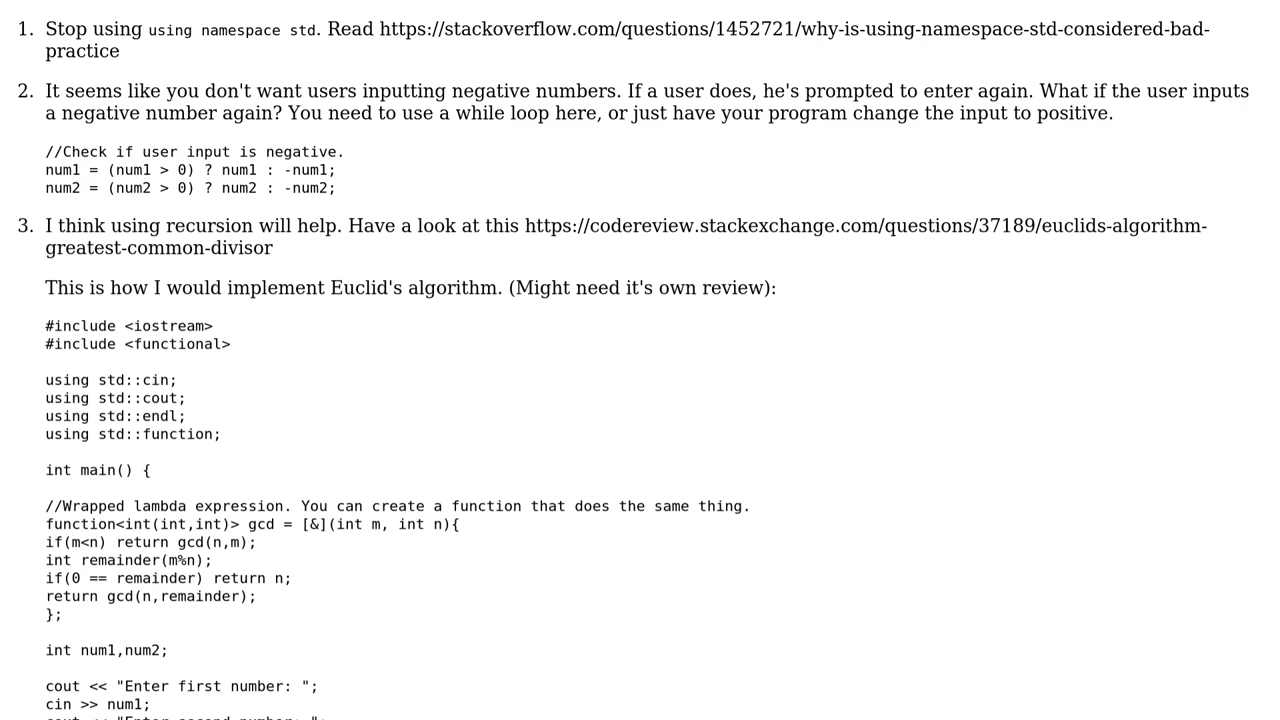 1. Stop using using namespace std. Read https://stackoverflow.com/questions/1452721/why-is-using-namespace-std-considered-bad-
practice
2. It seems like you don't want users inputting negative numbers. If a user does, he's prompted to enter again. What if the user inputs
a negative number again? You need to use a while loop here, or just have your program change the input to positive.
//Check if user input is negative.
num1 = (num1 > 0) ? num1 : -num1;
num2 = (num2 > 0) ? num2 : -num2;
3. I think using recursion will help. Have a look at this https://codereview.stackexchange.com/questions/37189/euclids-algorithm-
greatest-common-divisor
This is how I would implement Euclid's algorithm. (Might need it's own review):
#include <iostream>
#include <functional>
using std::cin;
using std::cout;
using std::endl;
using std::function;
int main() {
//Wrapped lambda expression. You can create a function that does the same thing.
function<int(int,int)> gcd = [&](int m, int n){
if(m<n) return gcd(n,m);
int remainder(m%n);
if(0 == remainder) return n;
return gcd(n,remainder);
};
int num1,num2;
cout << "Enter first number: ";
cin >> num1;
cout << "Enter second number: ";